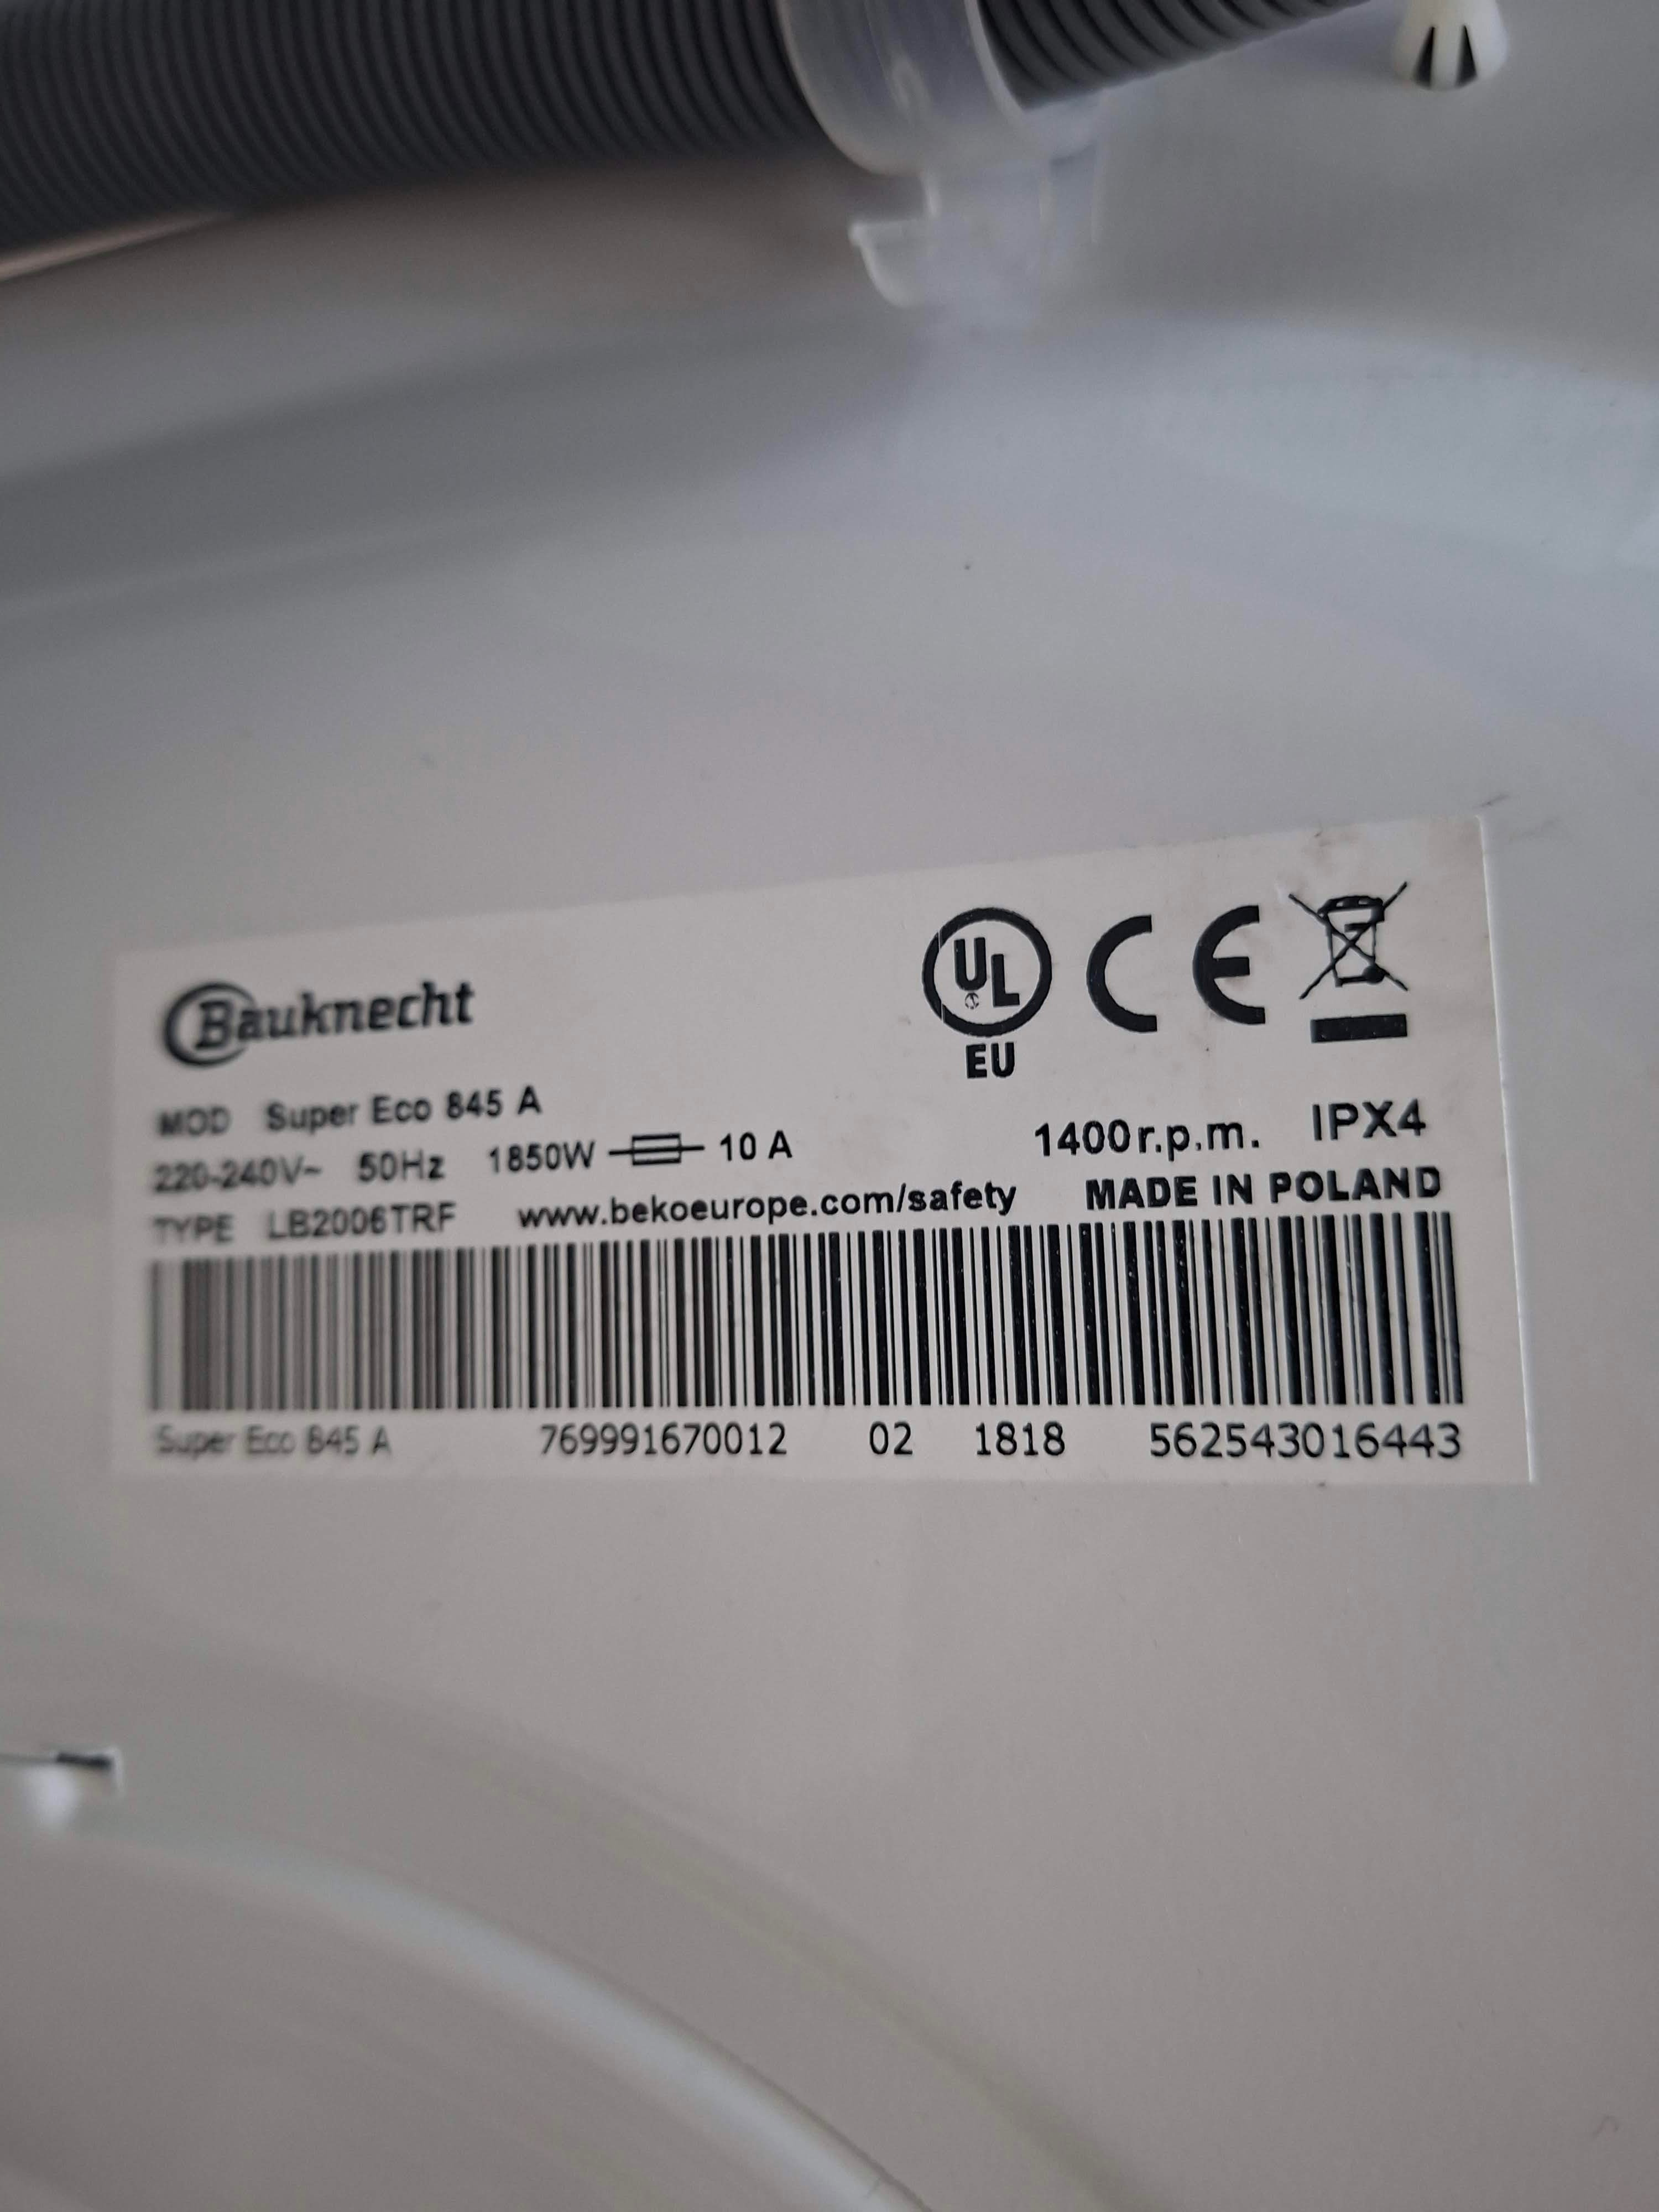 Bauknecht
UL
EU
CE
MOD Super Eco 845 A
220-240V~ 50Hz 1850W 10 A 1400r.p.m. IPX4
TYPE LB2006TRF www.bekoeurope.com/safety MADE IN POLAND
Super Eco 845 A 769991670012 02 1818 562543016443